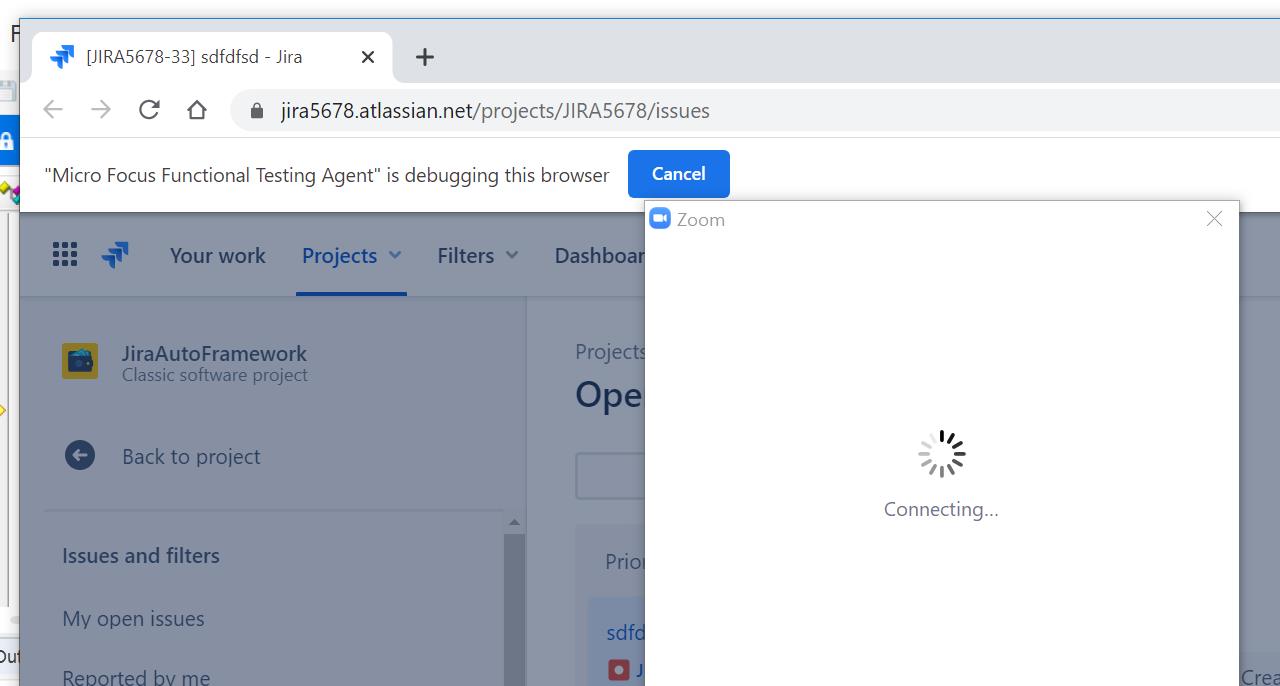 F
[JIRA5678-33] sdfdfsd - Jira
jira5678.atlassian.net/projects/JIRA5678/issues
"Micro Focus Functional Testing Agent" is debugging this browser
Cancel
Zoom
Your work
Projects
Filters
Dashboar
JiraAutoFramework
Classic software project
Projects
Ope
Back to project
Connecting...
Issues and filters
Prior
My open issues
sdfd
J
Reported by me
Out
Crea